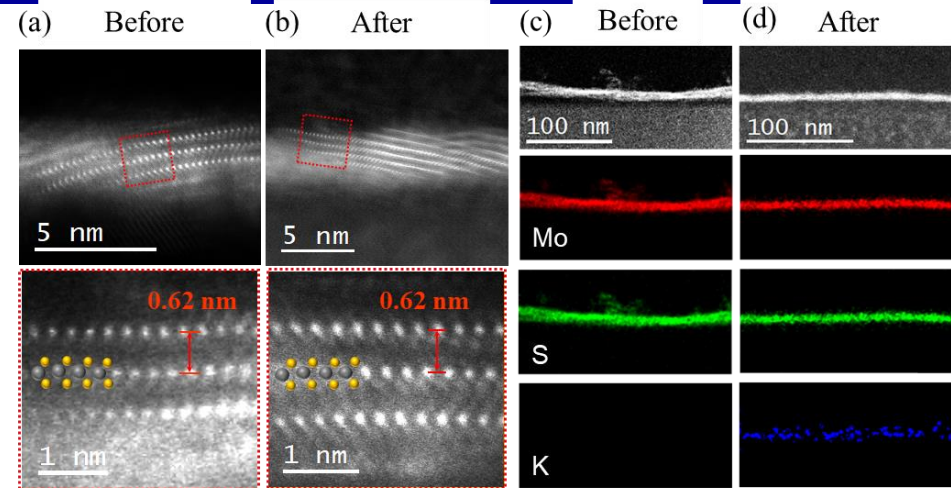 (a) Before (b) After (c) Before (d) After
5 nm
5 nm
100 nm
100 nm
Mo
S
K
0.62 nm
0.62 nm
1 nm
1 nm